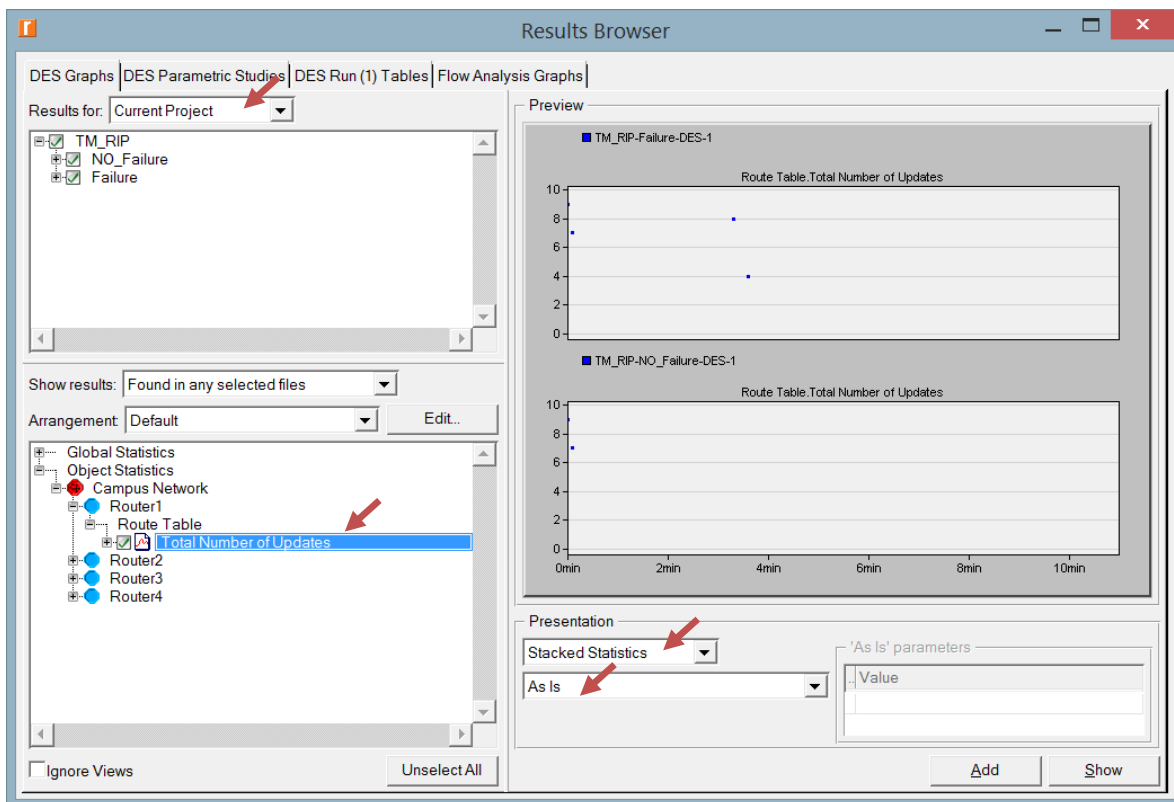 Results Browser
DES Graphs DES Parametric Studies DES Run (1) Tables Flow Analysis Graphs
Results for: Current Project
TM_RIP
NO_Failure
Failure
Show results: Found in any selected files
Arrangement: Default Edit...
Global Statistics
Object Statistics
Campus Network
Router1
Route Table
Total Number of Updates
Router2
Router3
Router4
Ignore Views Unselect All
Preview
TM_RIP-Failure-DES-1
Route Table.Total Number of Updates
10
8
6
4
2
0
TM_RIP-NO_Failure-DES-1
Route Table.Total Number of Updates
10
8
6
4
2
0
0min 2min 4min 6min 8min 10min
Presentation
Stacked Statistics
As Is
'As Is' parameters
.. Value
Add Show